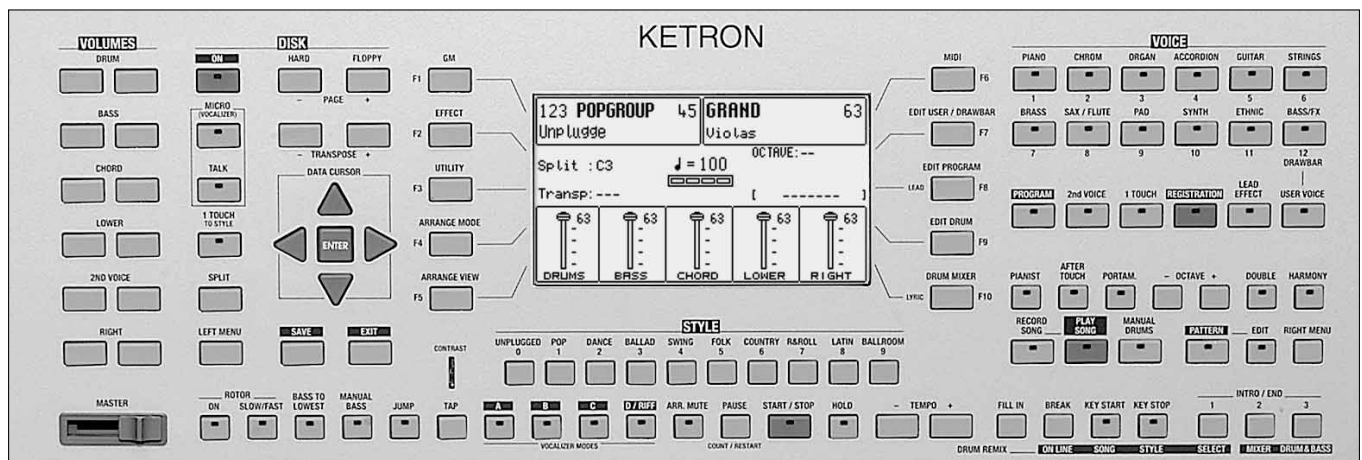 KETRON
VOLUMES
DRUM
BASS
CHORD
LOWER
2ND VOICE
RIGHT
MASTER
DISK
ON HARD FLOPPY
- PAGE +
MICRO
(VOCALIZER)
- TRANSPOSE +
TALK
DATA CURSOR
1 TOUCH
TO STYLE
ENTER
SPLIT
LEFT MENU SAVE EXIT
ROTOR
ON SLOW/FAST
BASS TO
LOWEST
MANUAL
BASS
JUMP
TAP
CONTRAST
GM
F1
EFFECT
F2
UTILITY
F3
ARRANGE MODE
F4
ARRANGE VIEW
F5
123 POPGROUP 45 GRAND 63
Unplugge Violas
OCTAVE:--
Split :C3 ♩=100
Transp:--- [ ------- ]
63 63 63 63 63
DRUMS BASS CHORD LOWER RIGHT
MIDI
F6
EDIT USER / DRAWBAR
F7
EDIT PROGRAM
LEAD F8
EDIT DRUM
F9
DRUM MIXER
LYRIC F10
STYLE
UNPLUGGED POP DANCE BALLAD SWING FOLK COUNTRY R&ROLL LATIN BALLROOM
0 1 2 3 4 5 6 7 8 9
A B C D / RIFF ARR. MUTE PAUSE START / STOP HOLD - TEMPO +
VOCALIZER MODES COUNT / RESTART
VOICE
PIANO CHROM ORGAN ACCORDION GUITAR STRINGS
1 2 3 4 5 6
BRASS SAX / FLUTE PAD SYNTH ETHNIC BASS/FX
7 8 9 10 11 12
DRAWBAR
PROGRAM 2nd VOICE 1 TOUCH REGISTRATION LEAD
EFFECT
USER VOICE
PIANIST AFTER
TOUCH
PORTAM. - OCTAVE + DOUBLE HARMONY
RECORD
SONG
PLAY
SONG
MANUAL
DRUMS
PATTERN EDIT RIGHT MENU
INTRO / END
FILL IN BREAK KEY START KEY STOP 1 2 3
DRUM REMIX ON LINE SONG STYLE SELECT MIXER DRUM&BASS